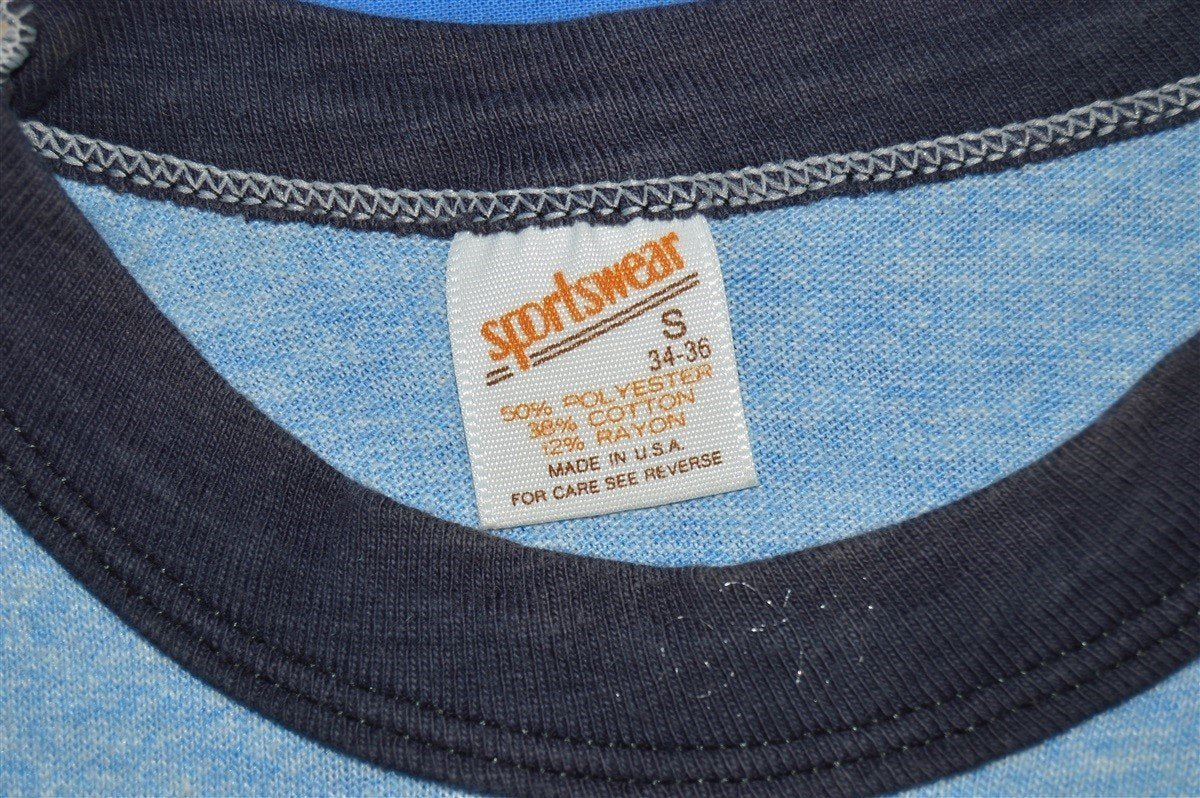 sportswear
S
34-36
50% POLYESTER
38% COTTON
12% RAYON
MADE IN U.S.A.
FOR CARE SEE REVERSE